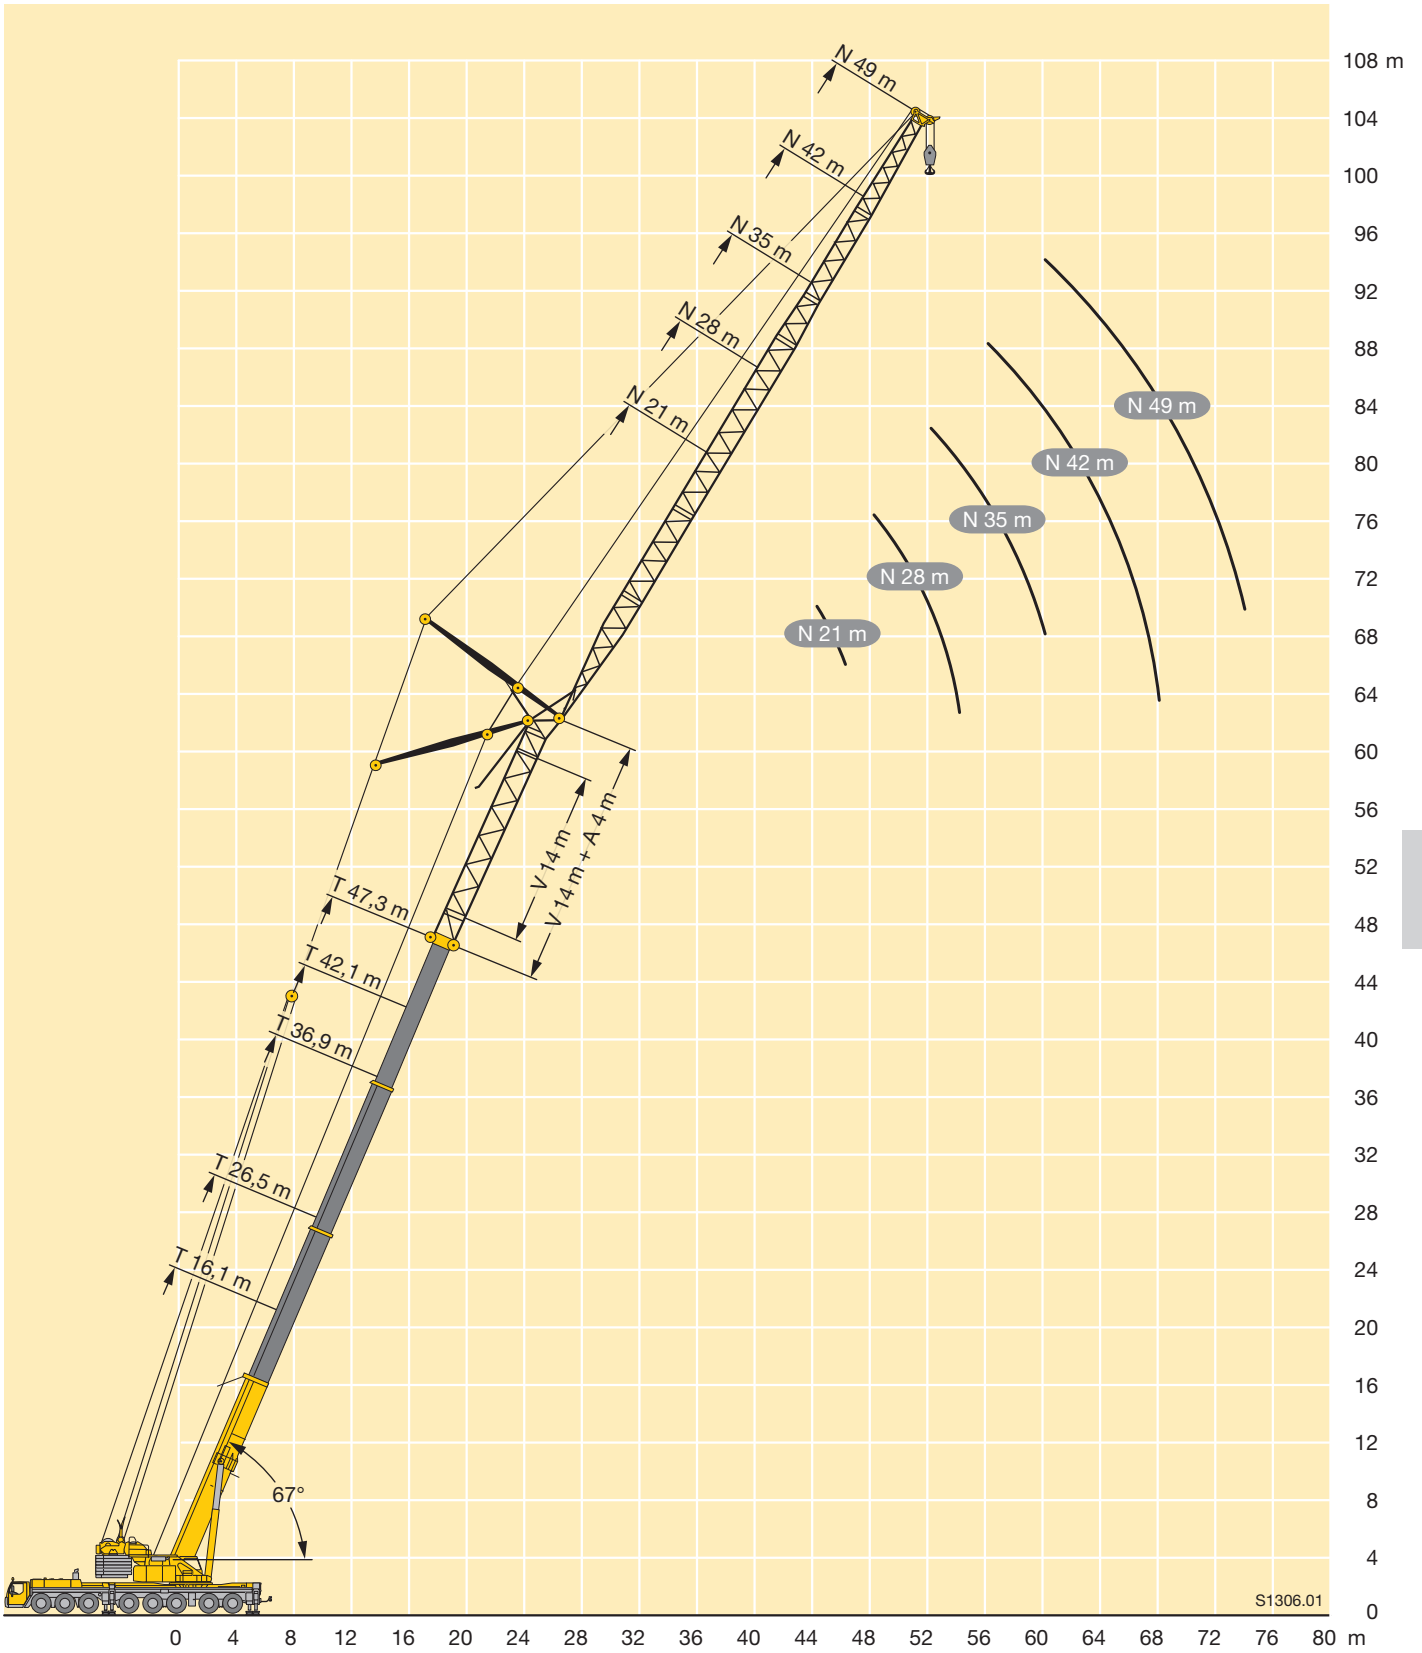 108 m
N 49 m
104
N 42 m
100
N 35 m
96
92
N 28 m
88
N 21 m
84
N 49 m
80
N 42 m
76
N 35 m
72
N 28 m
68
N 21 m
64
60
56
V 14 m
V 14 m + A 4 m
52
T 47,3 m
48
T 42,1 m
44
T 36,9 m
40
36
32
T 26,5 m
28
T 16,1 m
24
20
16
12
67°
8
4
S1306.01
0
0 4 8 12 16 20 24 28 32 36 40 44 48 52 56 60 64 68 72 76 80 m